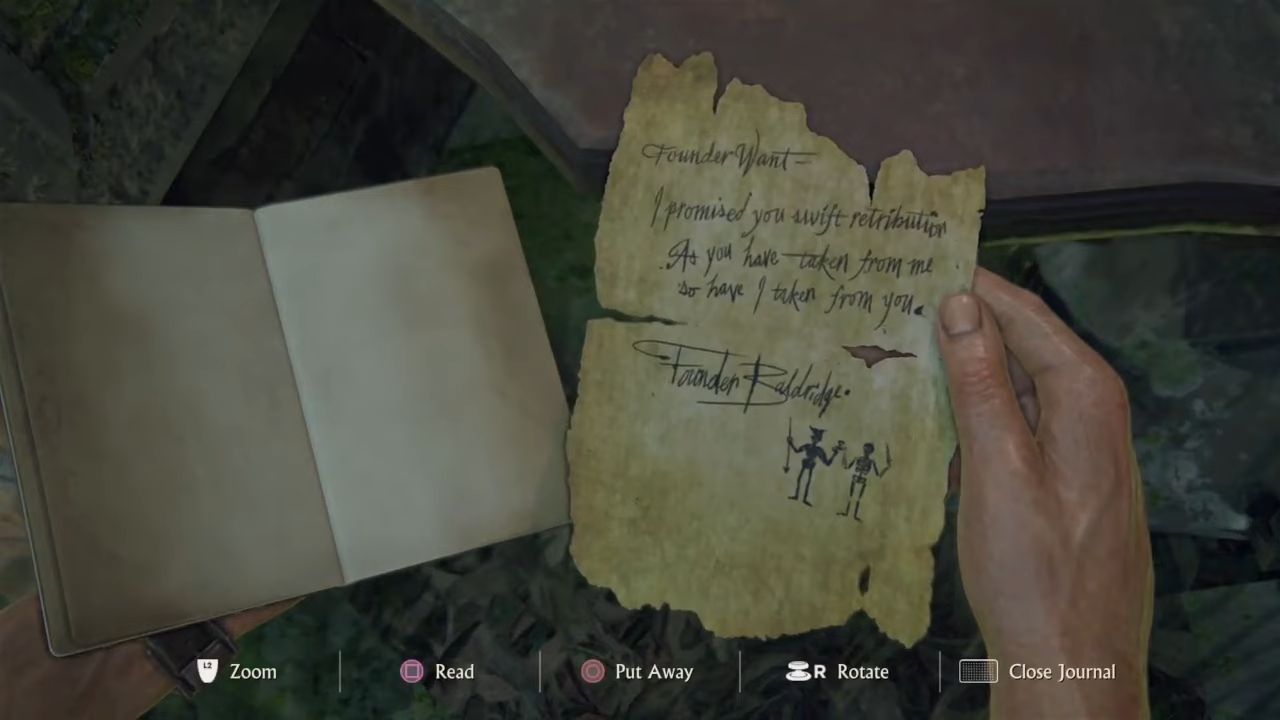 Founder Want –
I promised you swift retribution
As you have taken from me
so have I taken from you.
Founder Baldridge.
L2 Zoom
Read
Put Away
R Rotate
Close Journal